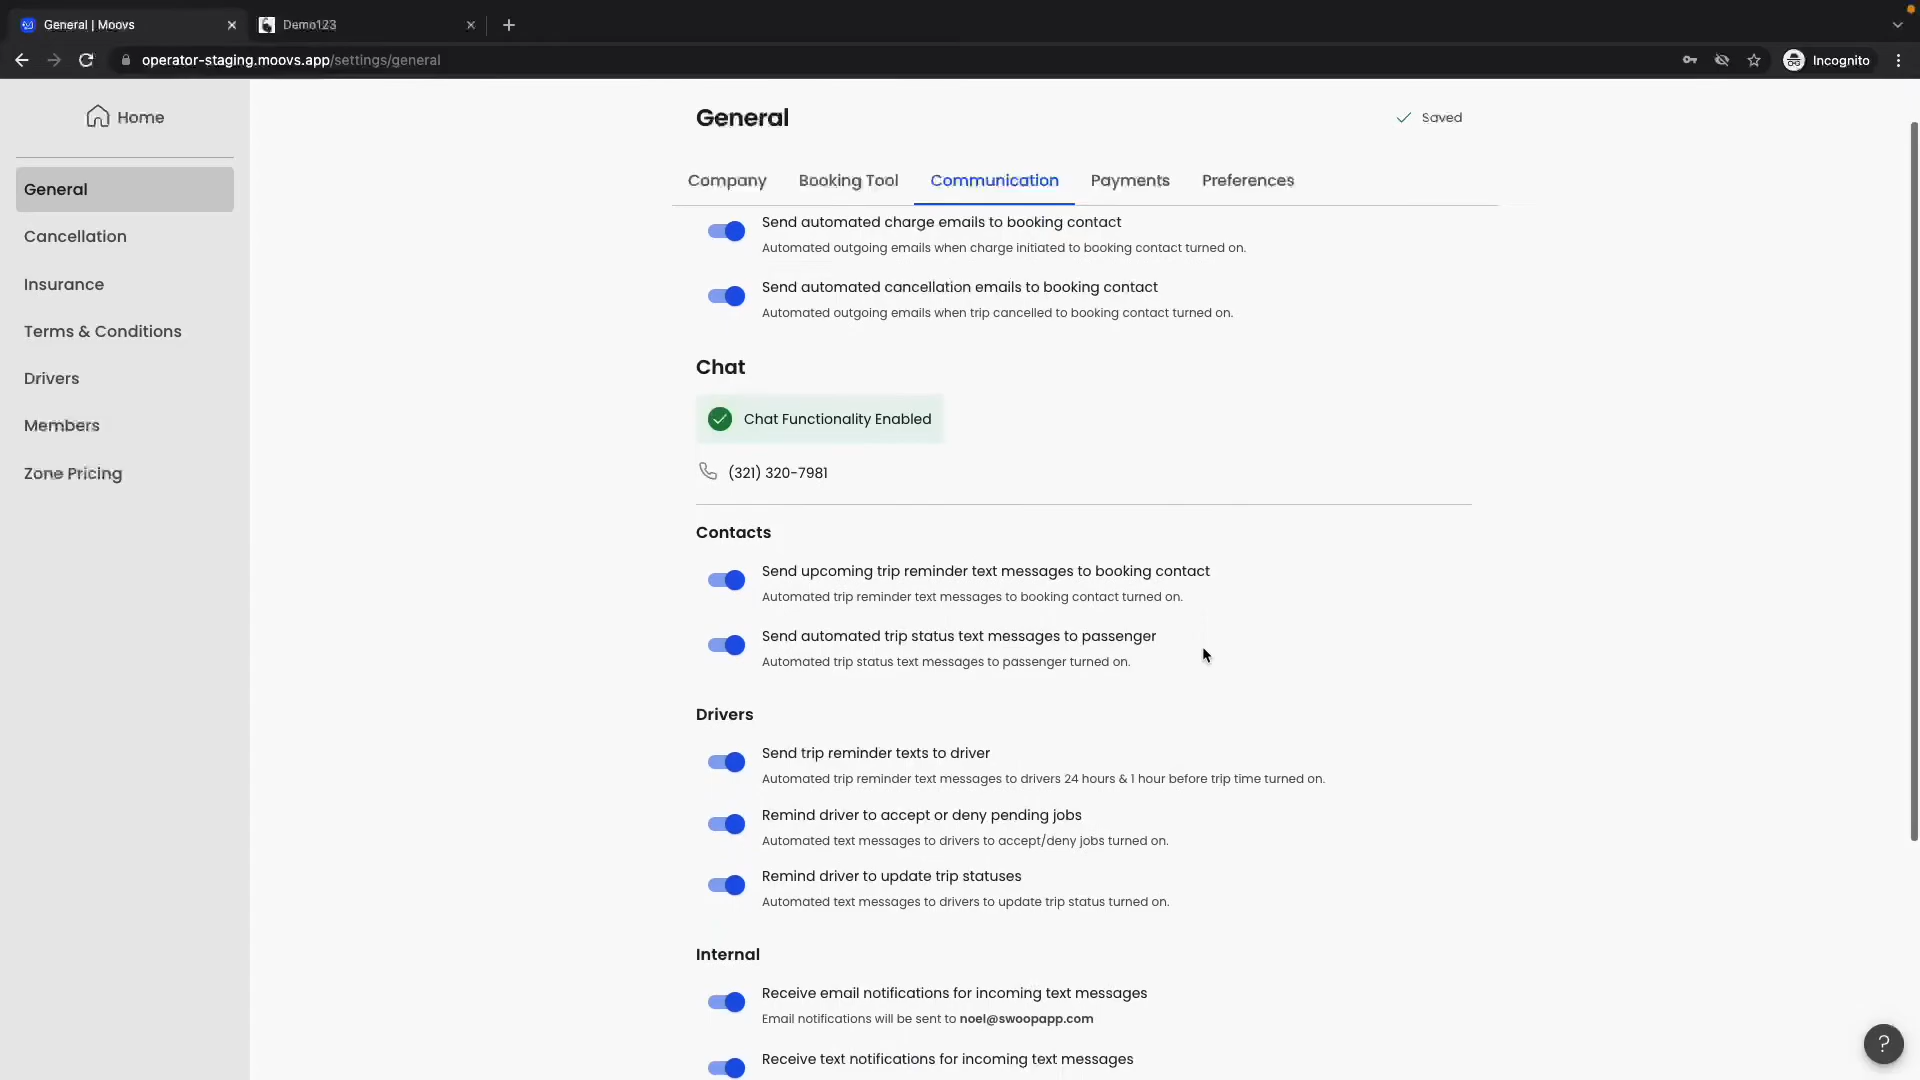 General | Moovs
Demo123
operator-staging.moovs.app/settings/general
Incognito
Home
General
Cancellation
Insurance
Terms & Conditions
Drivers
Members
Zone Pricing
General
Saved
Company
Booking Tool
Communication
Payments
Preferences
Send automated charge emails to booking contact
Automated outgoing emails when charge initiated to booking contact turned on.
Send automated cancellation emails to booking contact
Automated outgoing emails when trip cancelled to booking contact turned on.
Chat
Chat Functionality Enabled
(321) 320-7981
Contacts
Send upcoming trip reminder text messages to booking contact
Automated trip reminder text messages to booking contact turned on.
Send automated trip status text messages to passenger
Automated trip status text messages to passenger turned on.
Drivers
Send trip reminder texts to driver
Automated trip reminder text messages to drivers 24 hours & 1 hour before trip time turned on.
Remind driver to accept or deny pending jobs
Automated text messages to drivers to accept/deny jobs turned on.
Remind driver to update trip statuses
Automated text messages to drivers to update trip status turned on.
Internal
Receive email notifications for incoming text messages
Email notifications will be sent to noel@swoopapp.com
Receive text notifications for incoming text messages
?